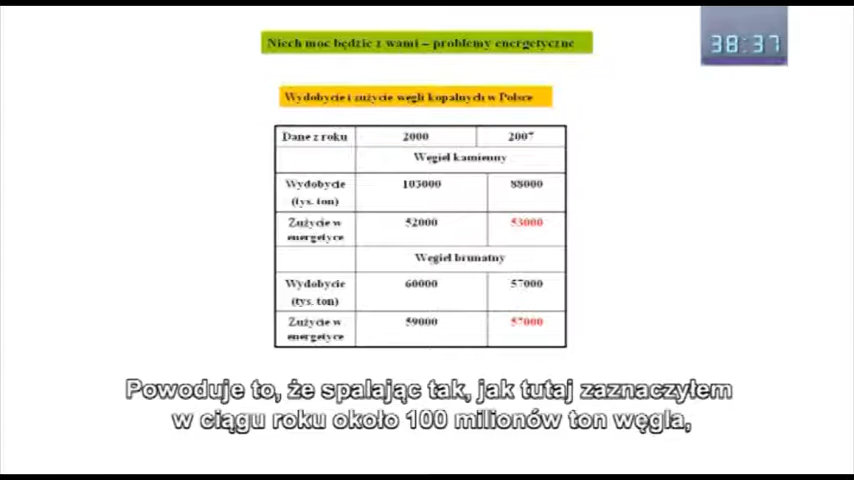 38:37
Niech moc będzie z wami – problemy energetyczne
Wydobycie i zużycie węgli kopalnych w Polsce
Dane z roku 2000 2007
Węgiel kamienny
Wydobycie (tys. ton) 103000 88000
Zużycie w energetyce 52000 53000
Węgiel brunatny
Wydobycie (tys. ton) 60000 57000
Zużycie w energetyce 59000 57000
Powoduje to, że spalając tak, jak tutaj zaznaczyłem
w ciągu roku około 100 milionów ton węgla,